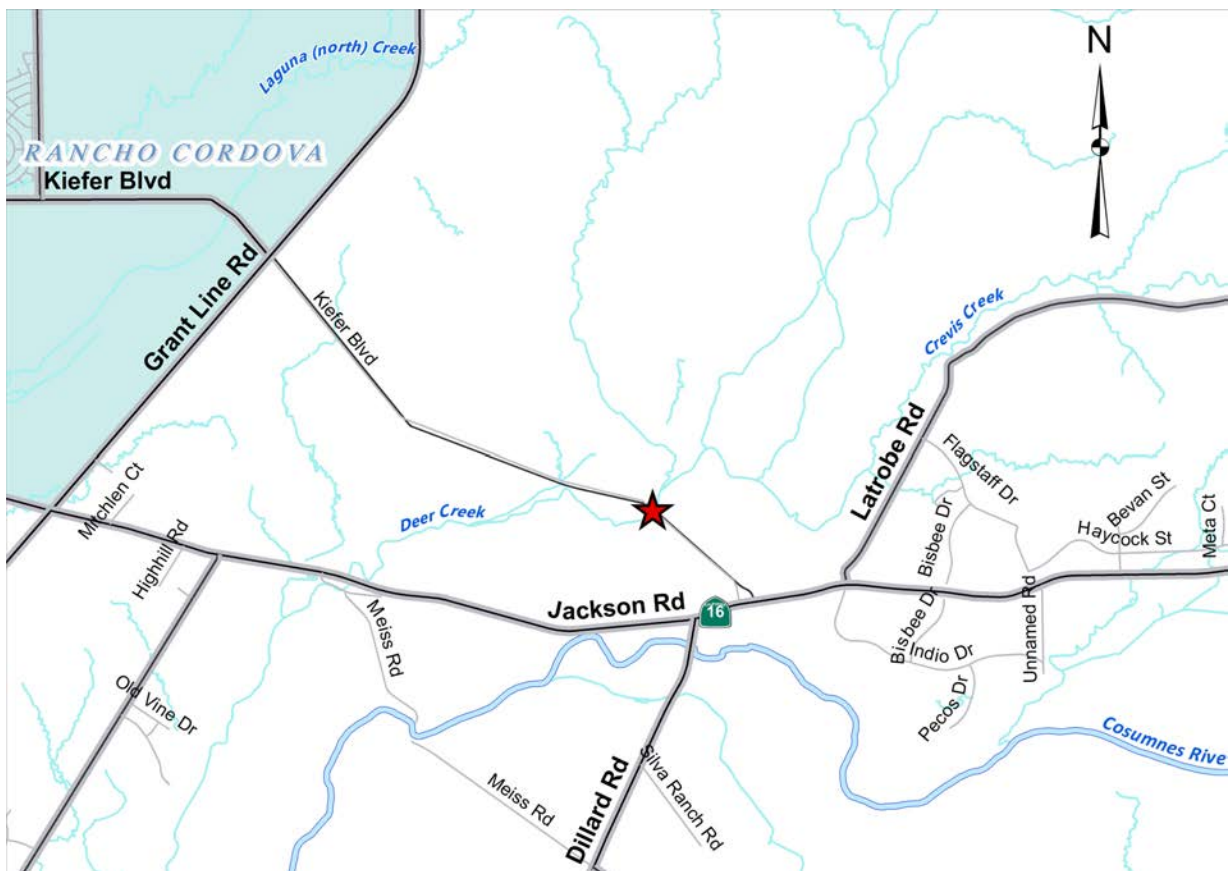 N
Laguna (north) Creek
RANCHO CORDOVA
Kiefer Blvd
Grant Line Rd
Kiefer Blvd
Crevis Creek
Latrobe Rd
Flagstaff Dr
Bisbee Dr
Bevan St
Haycock St
Meta Ct
Mitchlen Ct
Deer Creek
Highhill Rd
Jackson Rd
16
Meiss Rd
Bisbee Dr
Indio Dr
Unnamed Rd
Pecos Dr
Old Vine Dr
Cosumnes Rive
Meiss Rd
Dillard Rd
Silva Ranch Rd